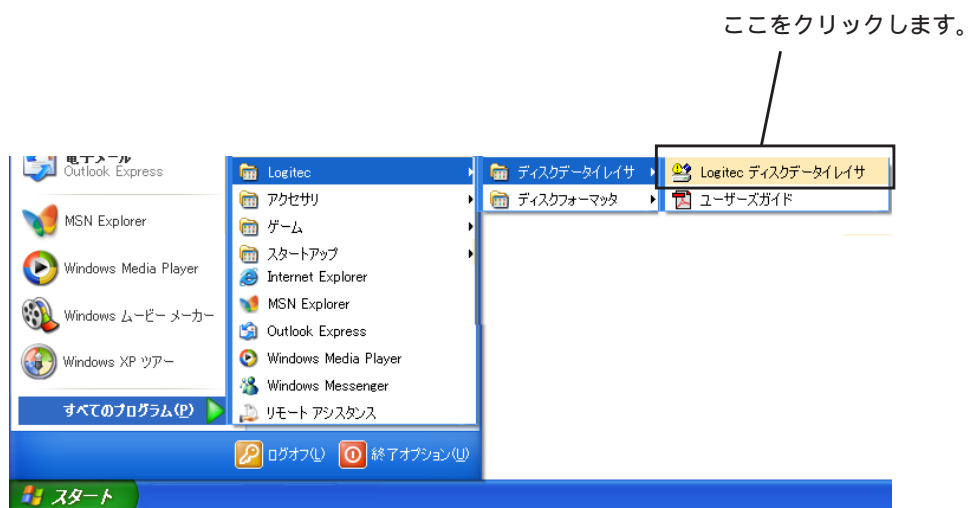 ここをクリックします。
電子メール
Outlook Express
MSN Explorer
Windows Media Player
Windows ムービー メーカー
Windows XP ツアー
すべてのプログラム(P)
Logitec
アクセサリ
ゲーム
スタートアップ
Internet Explorer
MSN Explorer
Outlook Express
Windows Media Player
Windows Messenger
リモート アシスタンス
ディスクデータイレイサ
ディスクフォーマッタ
Logitec ディスクデータイレイサ
ユーザーズガイド
ログオフ(L)
終了オプション(U)
スタート